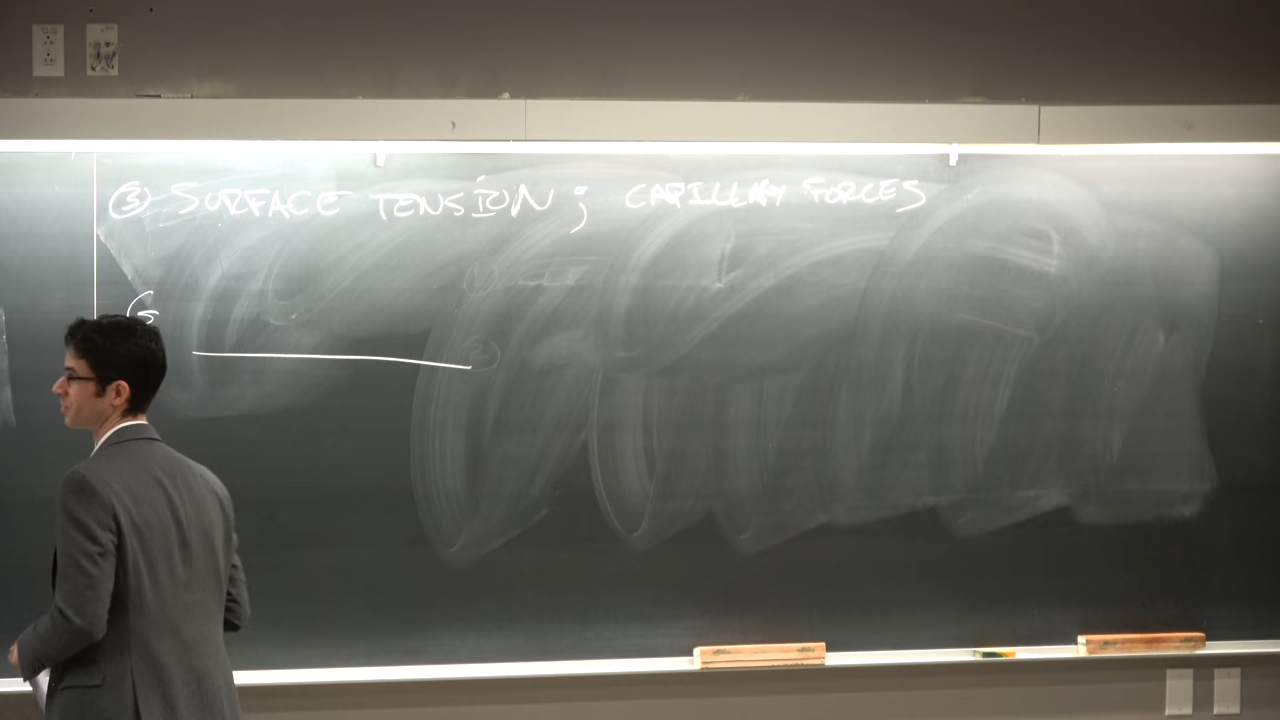 ③ SURFACE TENSION ; CAPILLARY FORCES
G